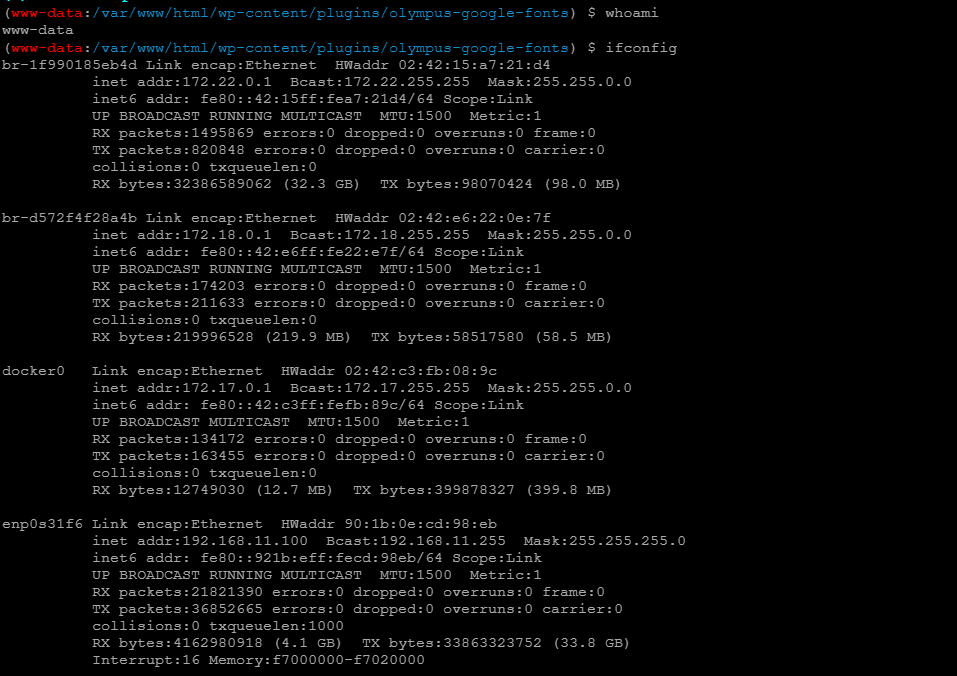 (www-data:/var/www/html/wp-content/plugins/olympus-google-fonts) $ whoami
www-data
(www-data:/var/www/html/wp-content/plugins/olympus-google-fonts) $ ifconfig
br-1f990185eb4d Link encap:Ethernet  HWaddr 02:42:15:a7:21:d4
          inet addr:172.22.0.1  Bcast:172.22.255.255  Mask:255.255.0.0
          inet6 addr: fe80::42:15ff:fea7:21d4/64 Scope:Link
          UP BROADCAST RUNNING MULTICAST  MTU:1500  Metric:1
          RX packets:1495869 errors:0 dropped:0 overruns:0 frame:0
          TX packets:820848 errors:0 dropped:0 overruns:0 carrier:0
          collisions:0 txqueuelen:0
          RX bytes:32386589062 (32.3 GB)  TX bytes:98070424 (98.0 MB)

br-d572f4f28a4b Link encap:Ethernet  HWaddr 02:42:e6:22:0e:7f
          inet addr:172.18.0.1  Bcast:172.18.255.255  Mask:255.255.0.0
          inet6 addr: fe80::42:e6ff:fe22:e7f/64 Scope:Link
          UP BROADCAST RUNNING MULTICAST  MTU:1500  Metric:1
          RX packets:174203 errors:0 dropped:0 overruns:0 frame:0
          TX packets:211633 errors:0 dropped:0 overruns:0 carrier:0
          collisions:0 txqueuelen:0
          RX bytes:219996528 (219.9 MB)  TX bytes:58517580 (58.5 MB)

docker0   Link encap:Ethernet  HWaddr 02:42:c3:fb:08:9c
          inet addr:172.17.0.1  Bcast:172.17.255.255  Mask:255.255.0.0
          inet6 addr: fe80::42:c3ff:fefb:89c/64 Scope:Link
          UP BROADCAST MULTICAST  MTU:1500  Metric:1
          RX packets:134172 errors:0 dropped:0 overruns:0 frame:0
          TX packets:163455 errors:0 dropped:0 overruns:0 carrier:0
          collisions:0 txqueuelen:0
          RX bytes:12749030 (12.7 MB)  TX bytes:399878327 (399.8 MB)

enp0s31f6 Link encap:Ethernet  HWaddr 90:1b:0e:cd:98:eb
          inet addr:192.168.11.100  Bcast:192.168.11.255  Mask:255.255.255.0
          inet6 addr: fe80::921b:eff:fecd:98eb/64 Scope:Link
          UP BROADCAST RUNNING MULTICAST  MTU:1500  Metric:1
          RX packets:21821390 errors:0 dropped:0 overruns:0 frame:0
          TX packets:36852665 errors:0 dropped:0 overruns:0 carrier:0
          collisions:0 txqueuelen:1000
          RX bytes:4162980918 (4.1 GB)  TX bytes:33863323752 (33.8 GB)
          Interrupt:16 Memory:f7000000-f7020000